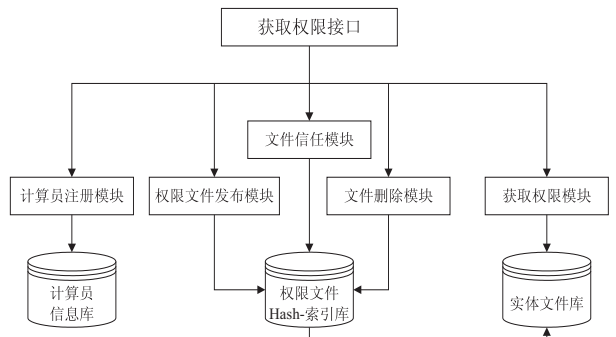 获取权限接口
文件信任模块
计算员注册模块
权限文件发布模块
文件删除模块
获取权限模块
计算员
信息库
权限文件
Hash-索引库
实体文件库